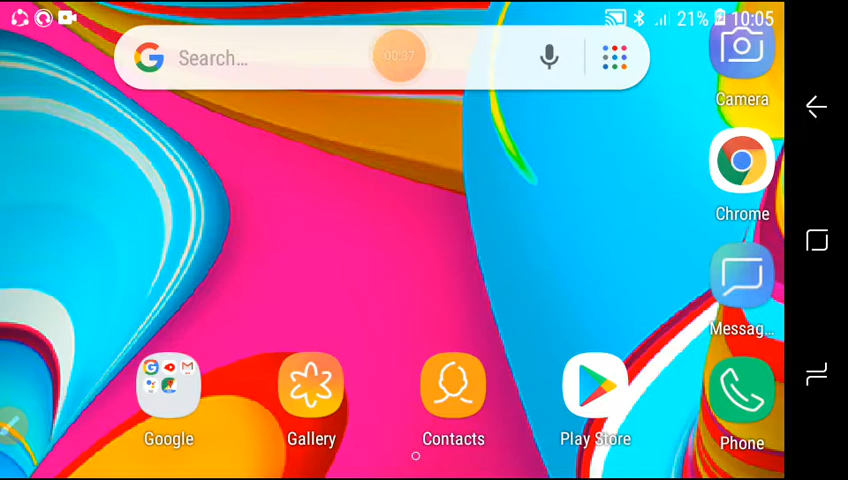 21% 10:05
Search...
00:37
Camera
Chrome
Messag...
Google
Gallery
Contacts
Play Store
Phone